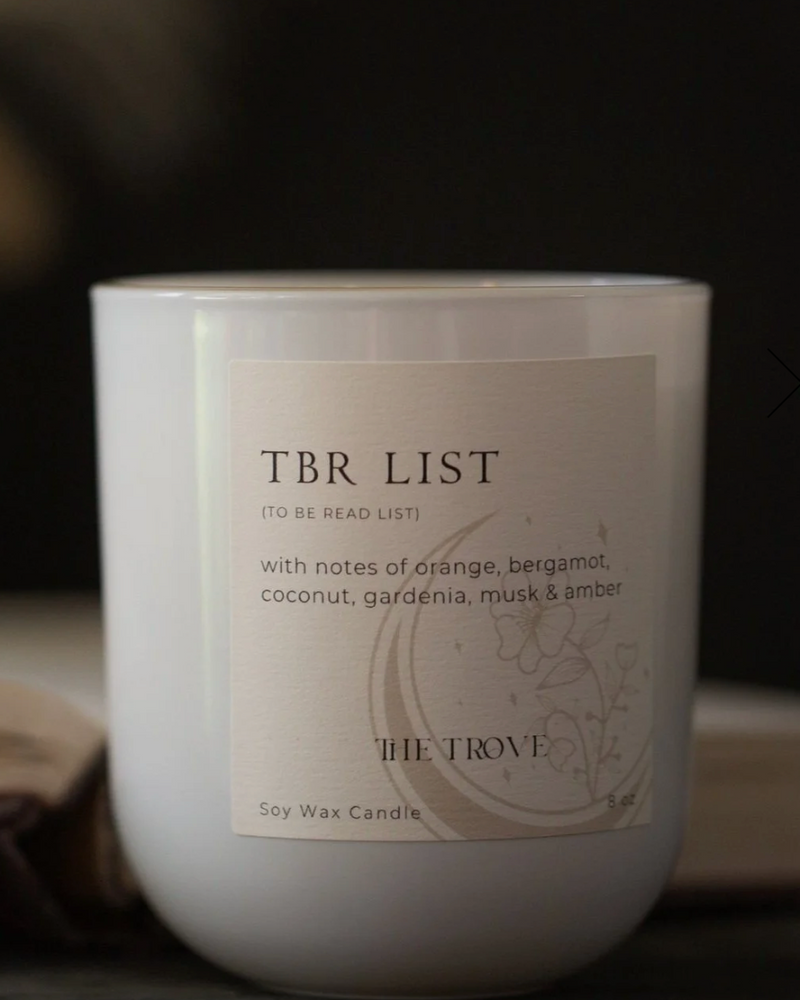 TBR LIST
(TO BE READ LIST)
with notes of orange, bergamot,
coconut, gardenia, musk & amber
THE TROVE
Soy Wax Candle
8 oz